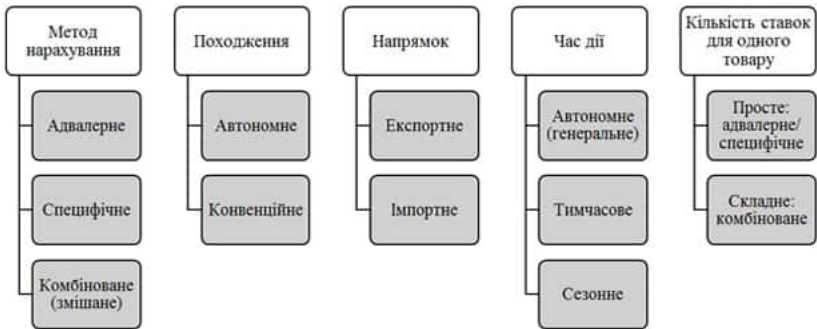 Метод
нарахування
Адвалерне
Специфічне
Комбіноване
(змішане)
Походження
Автономне
Конвенційне
Напрямок
Експортне
Імпортне
Час дії
Автономне
(генеральне)
Тимчасове
Сезонне
Кількість ставок
для одного
товару
Просте:
адвалерне/
специфічне
Складне:
комбіноване